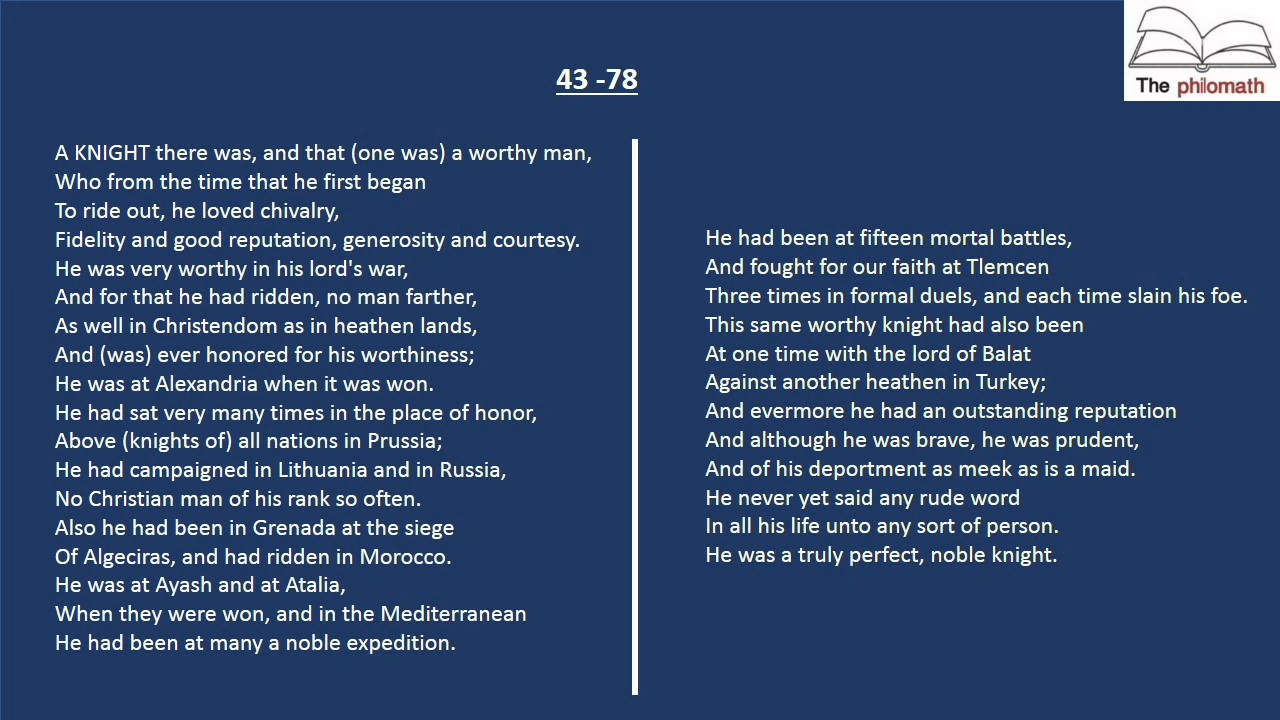 The philomath
43 -78
A KNIGHT there was, and that (one was) a worthy man,
Who from the time that he first began
To ride out, he loved chivalry,
Fidelity and good reputation, generosity and courtesy.
He was very worthy in his lord's war,
And for that he had ridden, no man farther,
As well in Christendom as in heathen lands,
And (was) ever honored for his worthiness;
He was at Alexandria when it was won.
He had sat very many times in the place of honor,
Above (knights of) all nations in Prussia;
He had campaigned in Lithuania and in Russia,
No Christian man of his rank so often.
Also he had been in Grenada at the siege
Of Algeciras, and had ridden in Morocco.
He was at Ayash and at Atalia,
When they were won, and in the Mediterranean
He had been at many a noble expedition.
He had been at fifteen mortal battles,
And fought for our faith at Tlemcen
Three times in formal duels, and each time slain his foe.
This same worthy knight had also been
At one time with the lord of Balat
Against another heathen in Turkey;
And evermore he had an outstanding reputation
And although he was brave, he was prudent,
And of his deportment as meek as is a maid.
He never yet said any rude word
In all his life unto any sort of person.
He was a truly perfect, noble knight.